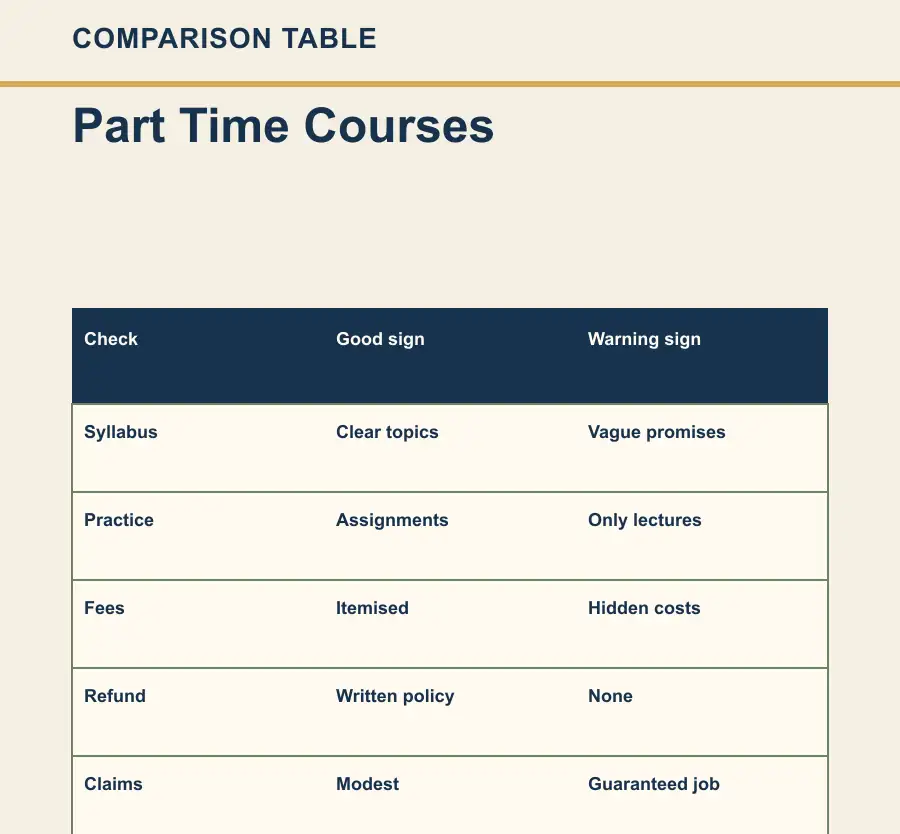 COMPARISON TABLE
Part Time Courses
Check Good sign Warning sign
Syllabus Clear topics Vague promises
Practice Assignments Only lectures
Fees Itemised Hidden costs
Refund Written policy None
Claims Modest Guaranteed job